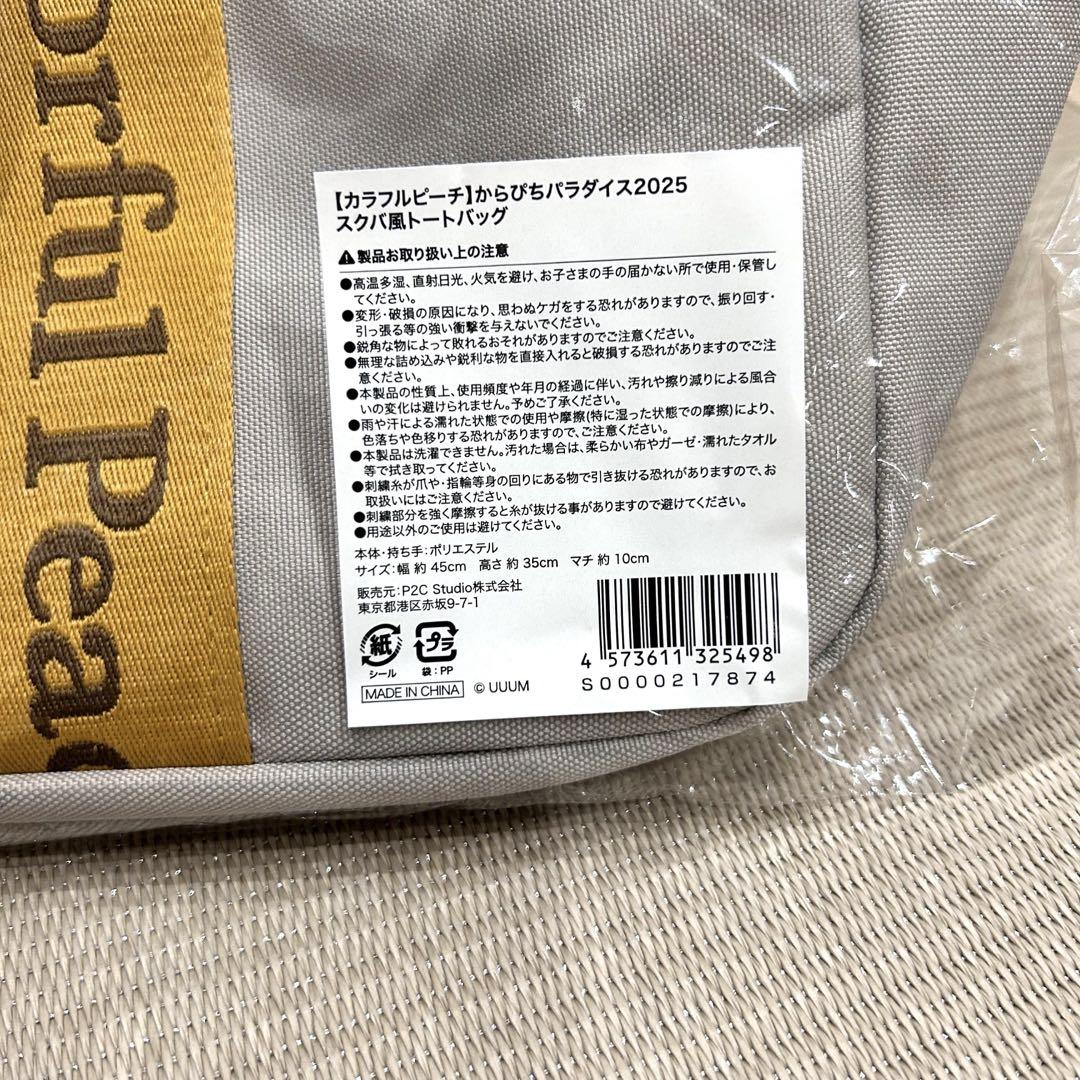 orful Pea
【カラフルピーチ】からぴちパラダイス2025
スクバ風トートバッグ
⚠製品お取り扱い上の注意
●高温多湿、直射日光、火気を避け、お子さまの手の届かない所で使用・保管し
てください。
●変形・破損の原因になり、思わぬケガをする恐れがありますので、振り回す・
引っ張る等の強い衝撃を与えないでください。
●鋭角な物によって敗れるおそれがありますのでご注意ください。
●無理な詰め込みや鋭利な物を直接入れると破損する恐れがありますのでご注
意ください。
●本製品の性質上、使用頻度や年月の経過に伴い、汚れや擦り減りによる風合
いの変化は避けられません。予めご了承ください。
●雨や汗による濡れた状態での使用や摩擦(特に湿った状態での摩擦)により、
色落ちや色移りする恐れがありますので、ご注意ください。
●本製品は洗濯できません。汚れた場合は、柔らかい布やガーゼ・濡れたタオル
等で拭き取ってください。
●刺繍糸が爪や・指輪等身の回りにある物で引き抜ける恐れがありますので、お
取扱いにはご注意ください。
●刺繍部分を強く摩擦すると糸が抜ける事がありますので避けてください。
●用途以外のご使用は避けてください。
本体・持ち手：ポリエステル
サイズ：幅 約 45cm 高さ 約 35cm マチ 約 10cm
販売元：P2C Studio株式会社
東京都港区赤坂9-7-1
紙 プラ
シール 袋：PP
MADE IN CHINA © UUUM
4 573611 325498
S0000217874